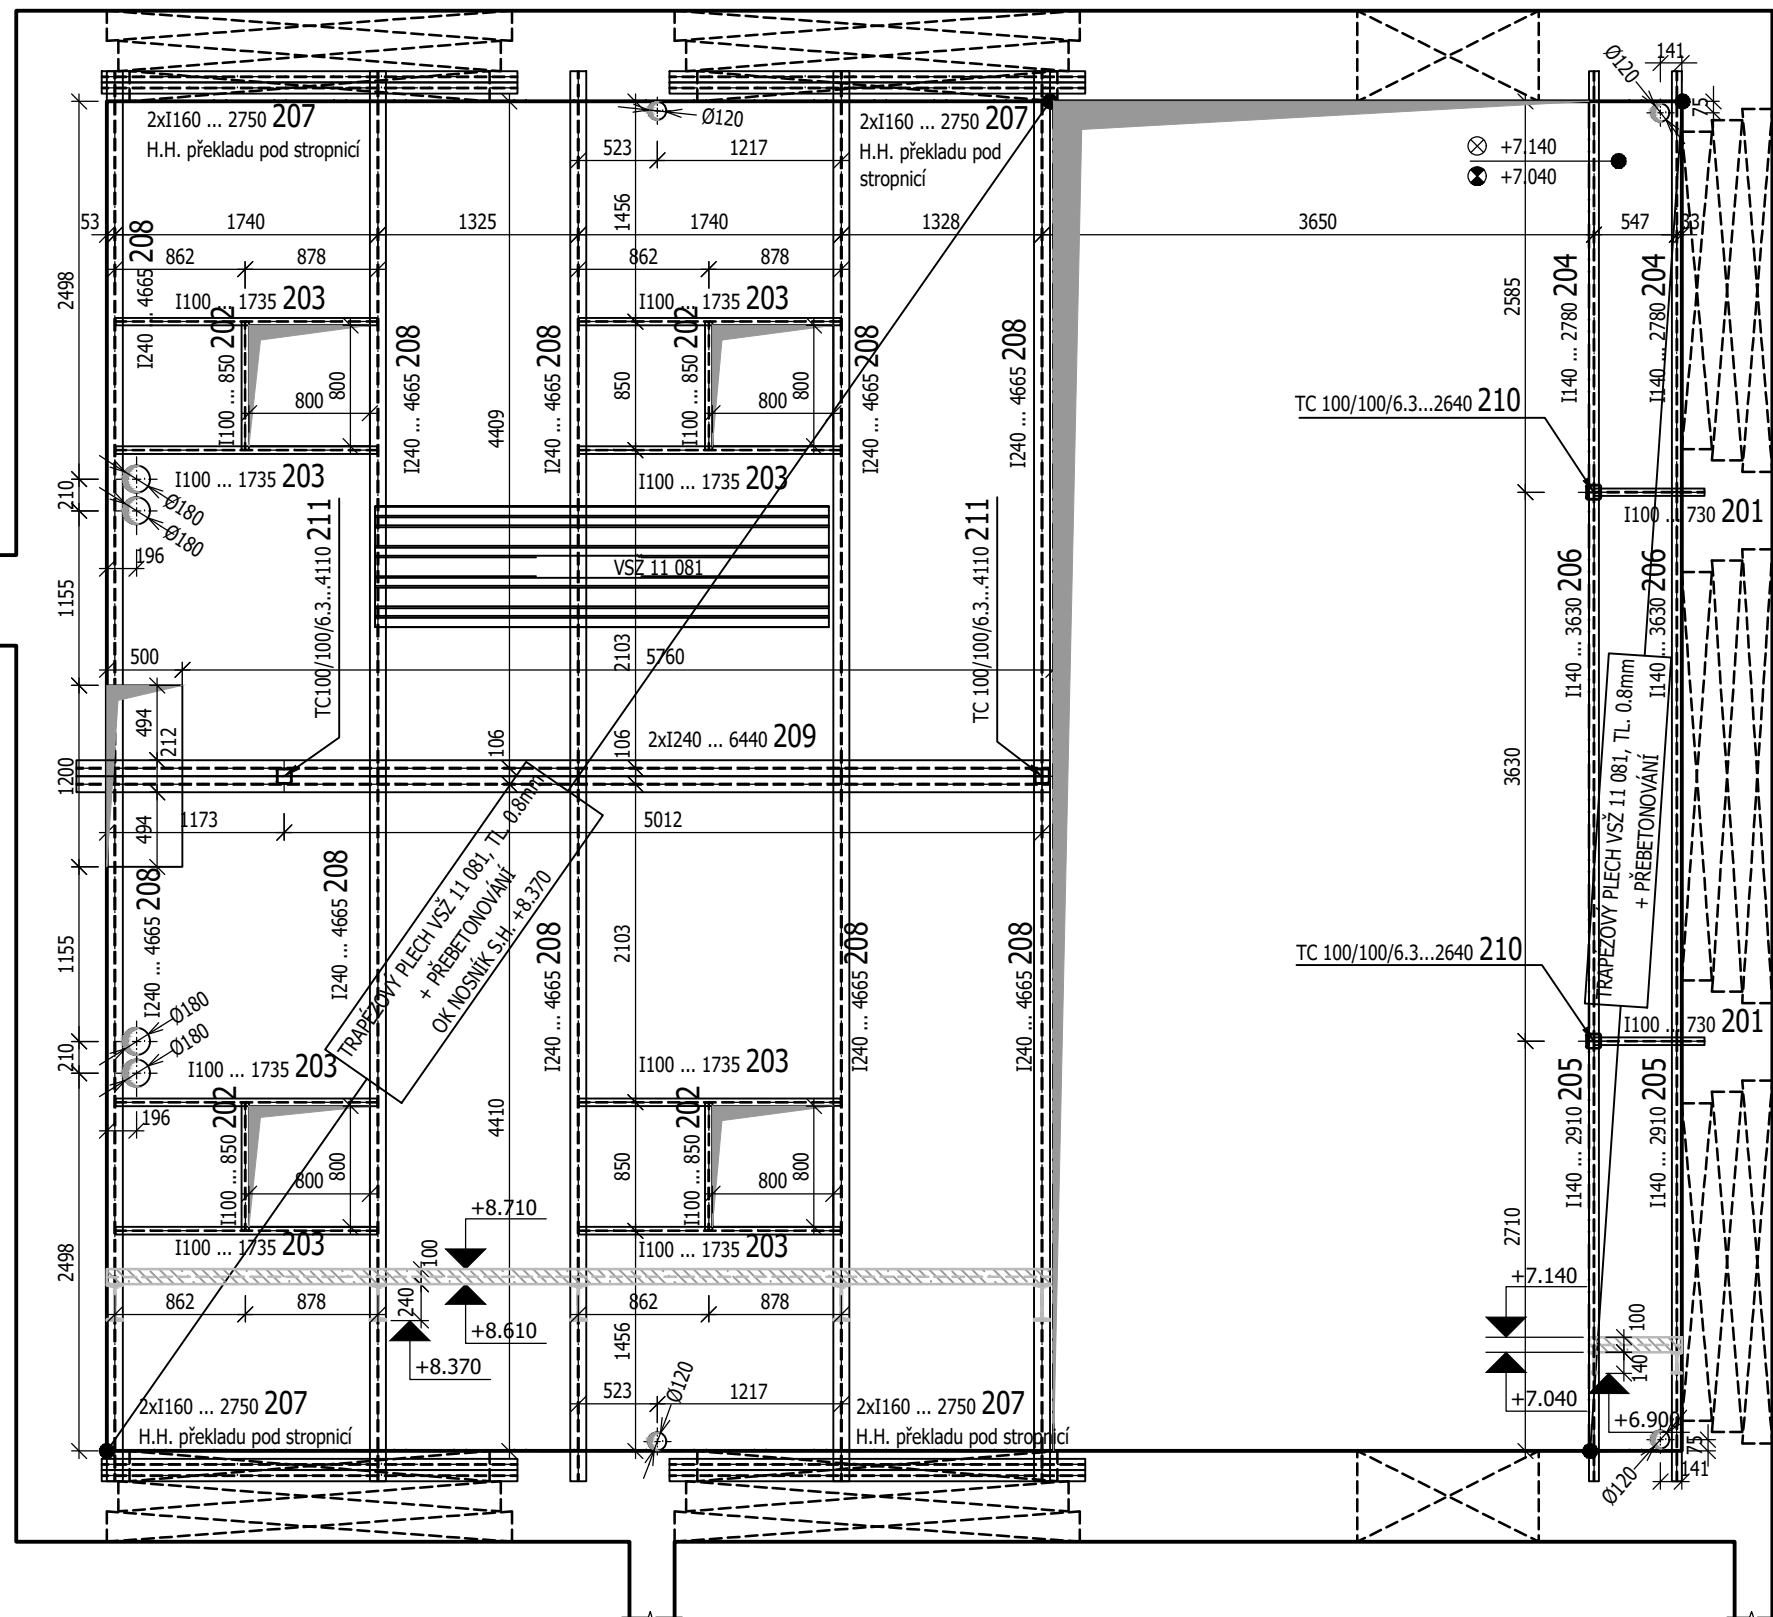 2xI160 ... 2750 207
H.H. překladu pod stropnicí
Ø120
2xI160 ... 2750 207
H.H. překladu pod
stropnicí
Ø120
141
75
+7.140
+7.040
523
1217
1456
53
1740
1325
1740
1328
3650
547
33
862
878
862
878
2498
I240 ... 4665 208
I100 ... 1735 203
I100 ... 1735 203
I100 ... 850 202
800
800
I240 ... 4665 208
4409
I240 ... 4665 208
850
I100 ... 850 202
800
800
I240 ... 4665 208
I240 ... 4665 208
2585
I140 ... 2780 204
I140 ... 2780 204
TC 100/100/6.3...2640 210
I100 ... 1735 203
I100 ... 1735 203
210
Ø180
Ø180
196
1155
TC100/100/6.3...4110 211
TC 100/100/6.3...4110 211
VSŽ 11 081
I100 ... 730 201
I140 ... 3630 206
I140 ... 3630 206
500
5760
2103
494
212
1200
494
106
106
2xI240 ... 6440 209
3630
1173
5012
TRAPÉZOVÝ PLECH VSŽ 11 081, TL. 0.8mm
+ PŘEBETONOVÁNÍ
OK NOSNÍK S.H. +8.370
TRAPÉZOVÝ PLECH VSŽ 11 081, TL. 0.8mm
+ PŘEBETONOVÁNÍ
I240 ... 4665 208
I240 ... 4665 208
I240 ... 4665 208
2103
I240 ... 4665 208
I240 ... 4665 208
TC 100/100/6.3...2640 210
1155
210
Ø180
Ø180
196
I100 ... 1735 203
I100 ... 1735 203
I100 ... 730 201
I140 ... 2910 205
I140 ... 2910 205
4410
I100 ... 850 202
800
800
850
I100 ... 850 202
800
800
2710
2498
I100 ... 1735 203
I100 ... 1735 203
+8.710
100
240
+8.610
+8.370
862
878
862
878
1456
+7.140
100
140
+7.040
+6.900
523
1217
Ø120
2xI160 ... 2750 207
H.H. překladu pod stropnicí
2xI160 ... 2750 207
H.H. překladu pod stropnicí
75
141
Ø120